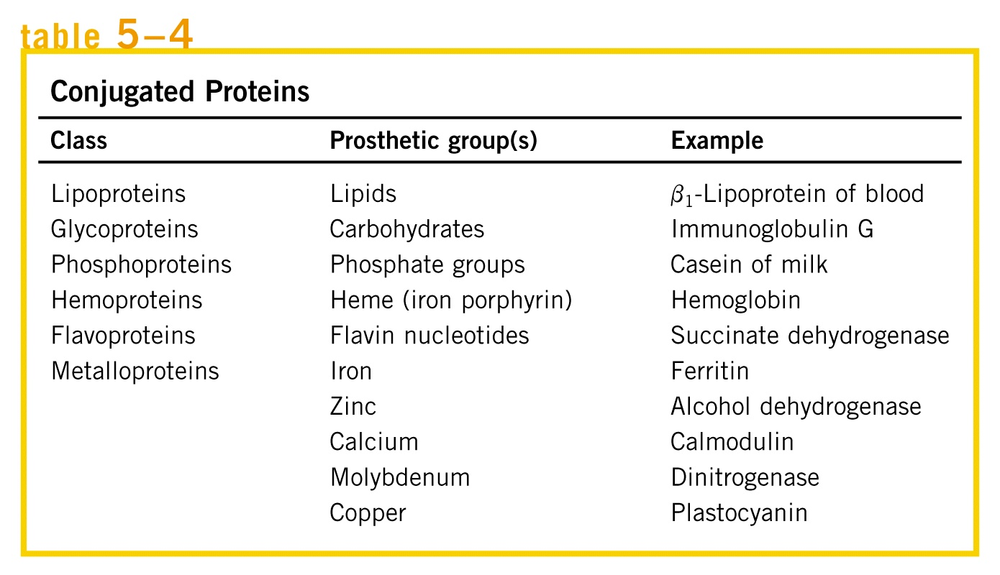 table 5–4
Conjugated Proteins
Class Prosthetic group(s) Example
Lipoproteins Lipids β₁-Lipoprotein of blood
Glycoproteins Carbohydrates Immunoglobulin G
Phosphoproteins Phosphate groups Casein of milk
Hemoproteins Heme (iron porphyrin) Hemoglobin
Flavoproteins Flavin nucleotides Succinate dehydrogenase
Metalloproteins Iron Ferritin
Zinc Alcohol dehydrogenase
Calcium Calmodulin
Molybdenum Dinitrogenase
Copper Plastocyanin